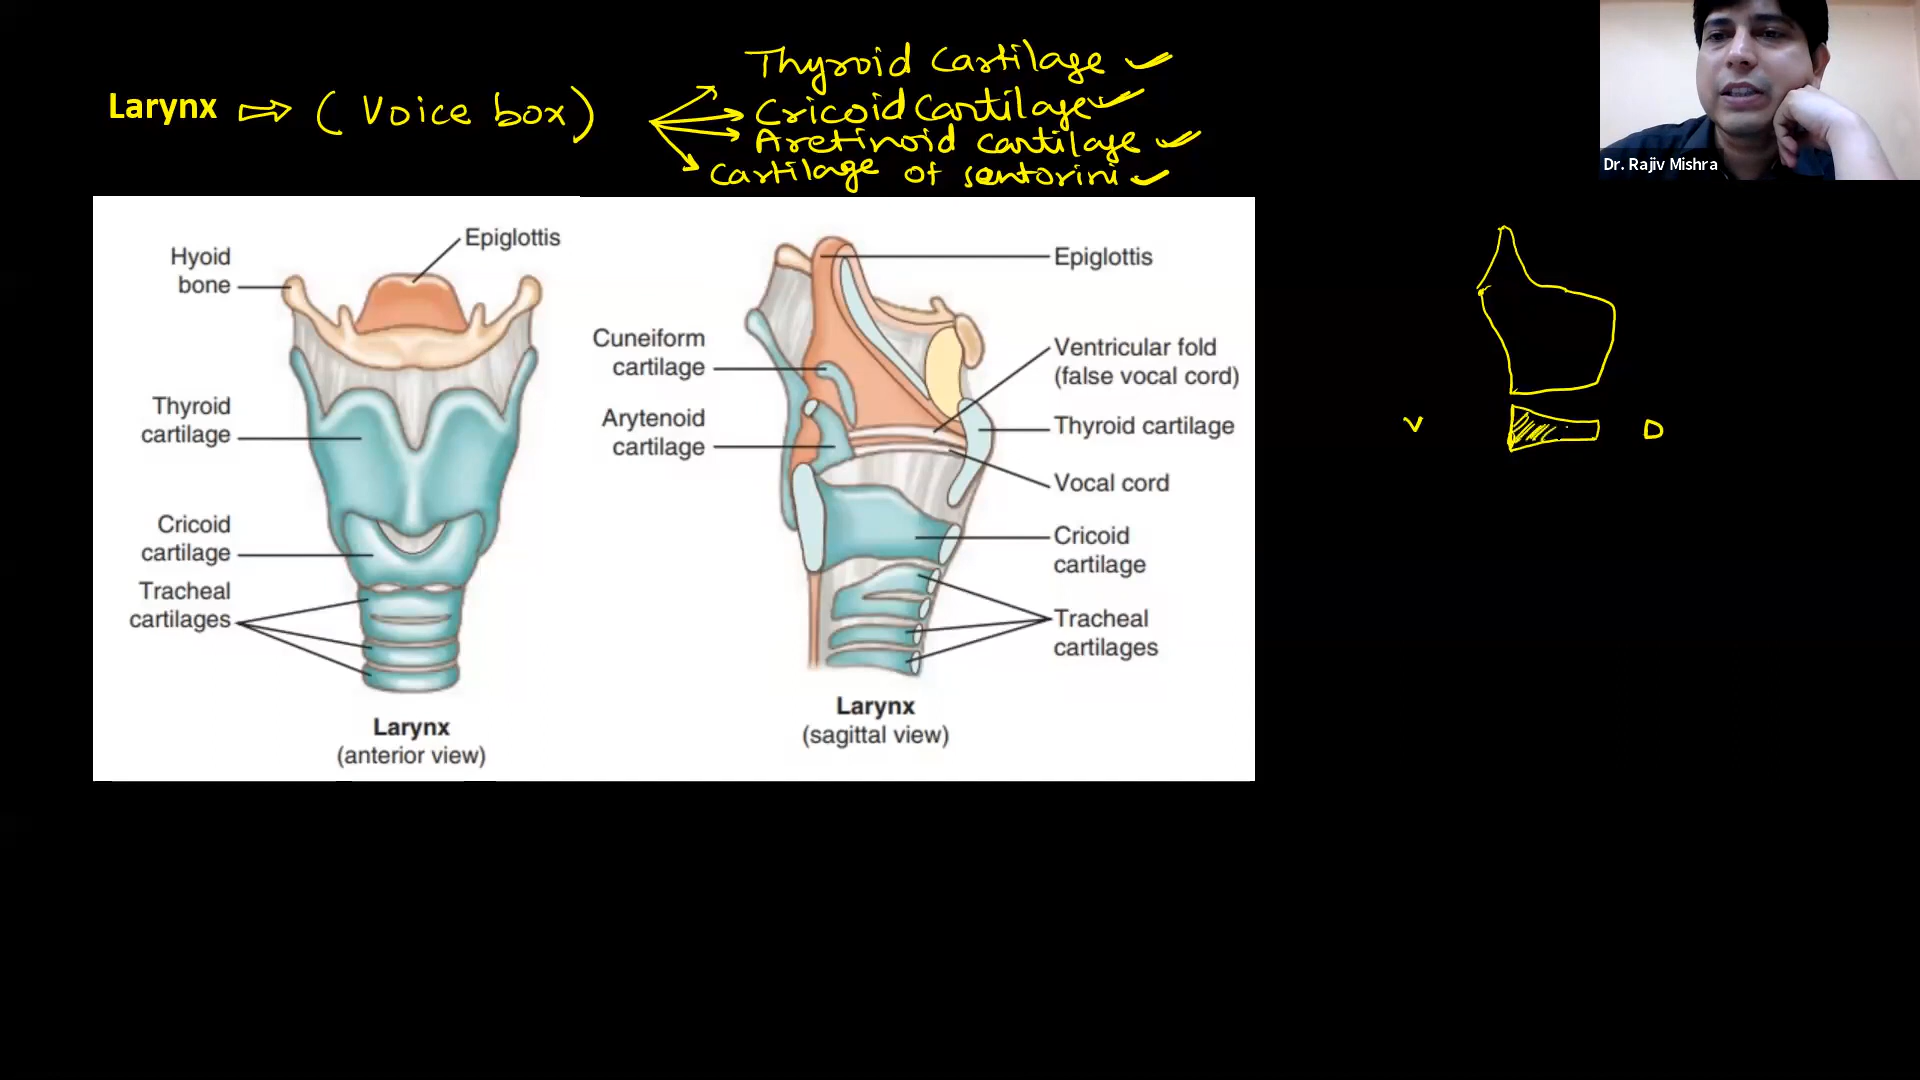 Thyroid Cartilage
Larynx ⇒ (Voice box)
Cricoid Cartilage
Aretinoid cartilage
Cartilage of santorini
Dr. Rajiv Mishra
Hyoid
bone
Epiglottis
Thyroid
cartilage
Cricoid
cartilage
Tracheal
cartilages
Larynx
(anterior view)
Cuneiform
cartilage
Arytenoid
cartilage
Epiglottis
Ventricular fold
(false vocal cord)
Thyroid cartilage
Vocal cord
Cricoid
cartilage
Tracheal
cartilages
Larynx
(sagittal view)
V D